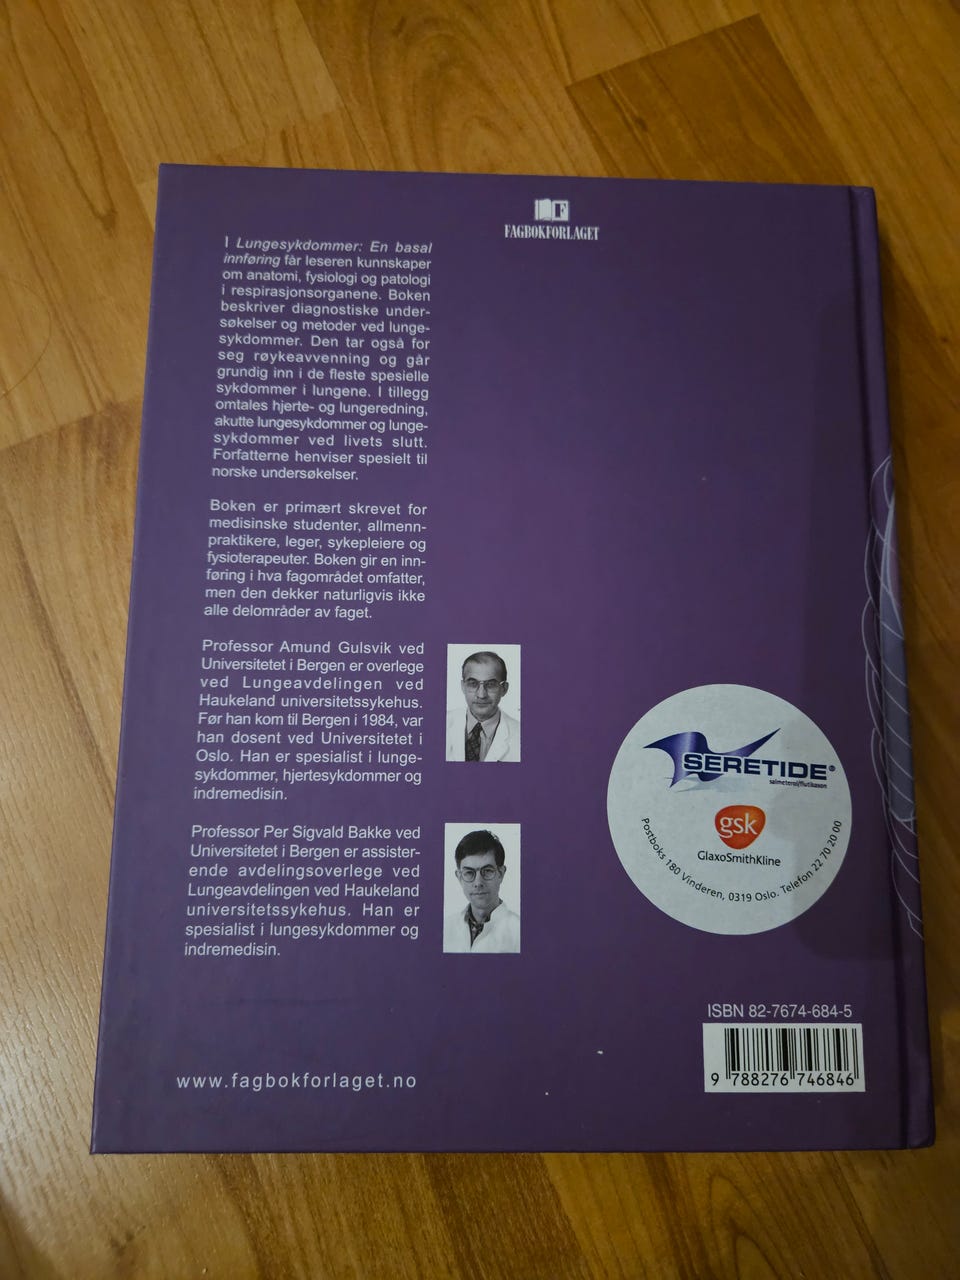 F
FAGBOKFORLAGET
I Lungesykdommer: En basal
innføring får leseren kunnskaper
om anatomi, fysiologi og patologi
i respirasjonsorganene. Boken
beskriver diagnostiske under-
søkelser og metoder ved lunge-
sykdommer. Den tar også for
seg røykeavvenning og går
grundig inn i de fleste spesielle
sykdommer i lungene. I tillegg
omtales hjerte- og lungeredning,
akutte lungesykdommer og lunge-
sykdommer ved livets slutt.
Forfatterne henviser spesielt til
norske undersøkelser.
Boken er primært skrevet for
medisinske studenter, allmenn-
praktikere, leger, sykepleiere og
fysioterapeuter. Boken gir en inn-
føring i hva fagområdet omfatter,
men den dekker naturligvis ikke
alle delområder av faget.
Professor Amund Gulsvik ved
Universitetet i Bergen er overlege
ved Lungeavdelingen ved
Haukeland universitetssykehus.
Før han kom til Bergen i 1984, var
han dosent ved Universitetet i
Oslo. Han er spesialist i lunge-
sykdommer, hjertesykdommer og
indremedisin.
Professor Per Sigvald Bakke ved
Universitetet i Bergen er assister-
ende avdelingsoverlege ved
Lungeavdelingen ved Haukeland
universitetssykehus. Han er
spesialist i lungesykdommer og
indremedisin.
SERETIDE®
salmeterol/flutikason
gsk
GlaxoSmithKline
Postboks 180 Vinderen, 0319 Oslo. Telefon 22 70 20 00
ISBN 82-7674-684-5
9 788276 746846
www.fagbokforlaget.no